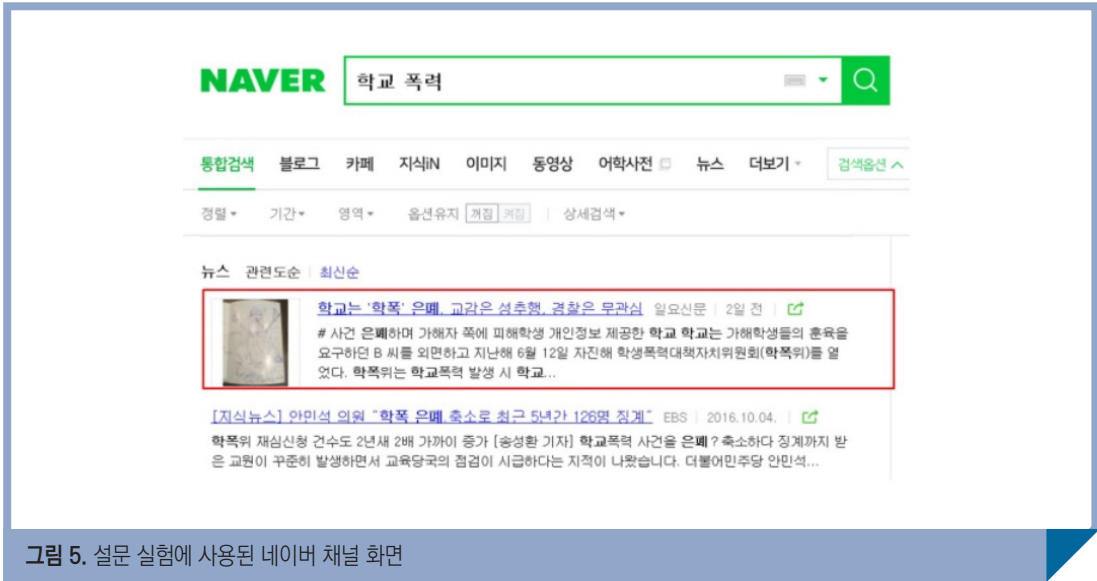 NAVER 학교 폭력
통합검색 블로그 카페 지식iN 이미지 동영상 어학사전 뉴스 더보기 검색옵션
정렬 기간 영역 옵션유지 꺼짐 켜짐 상세검색
뉴스 관련도순 최신순
학교는 '학폭' 은폐, 교감은 성추행, 경찰은 무관심 일요신문 2일 전
# 사건 은폐하며 가해자 쪽에 피해학생 개인정보 제공한 학교 학교는 가해학생들의 훈육을
요구하던 B 씨를 외면하고 지난해 6월 12일 자진해 학생폭력대책자치위원회(학폭위)를 열
었다. 학폭위는 학교폭력 발생 시 학교...
[지식뉴스] 안민석 의원 "학폭 은폐.축소로 최근 5년간 126명 징계" EBS 2016.10.04.
학폭위 재심신청 건수도 2년새 2배 가까이 증가 [송성환 기자] 학교폭력 사건을 은폐?축소하다 징계까지 받
은 교원이 꾸준히 발생하면서 교육당국의 점검이 시급하다는 지적이 나왔습니다. 더불어민주당 안민석...
그림 5. 설문 실험에 사용된 네이버 채널 화면